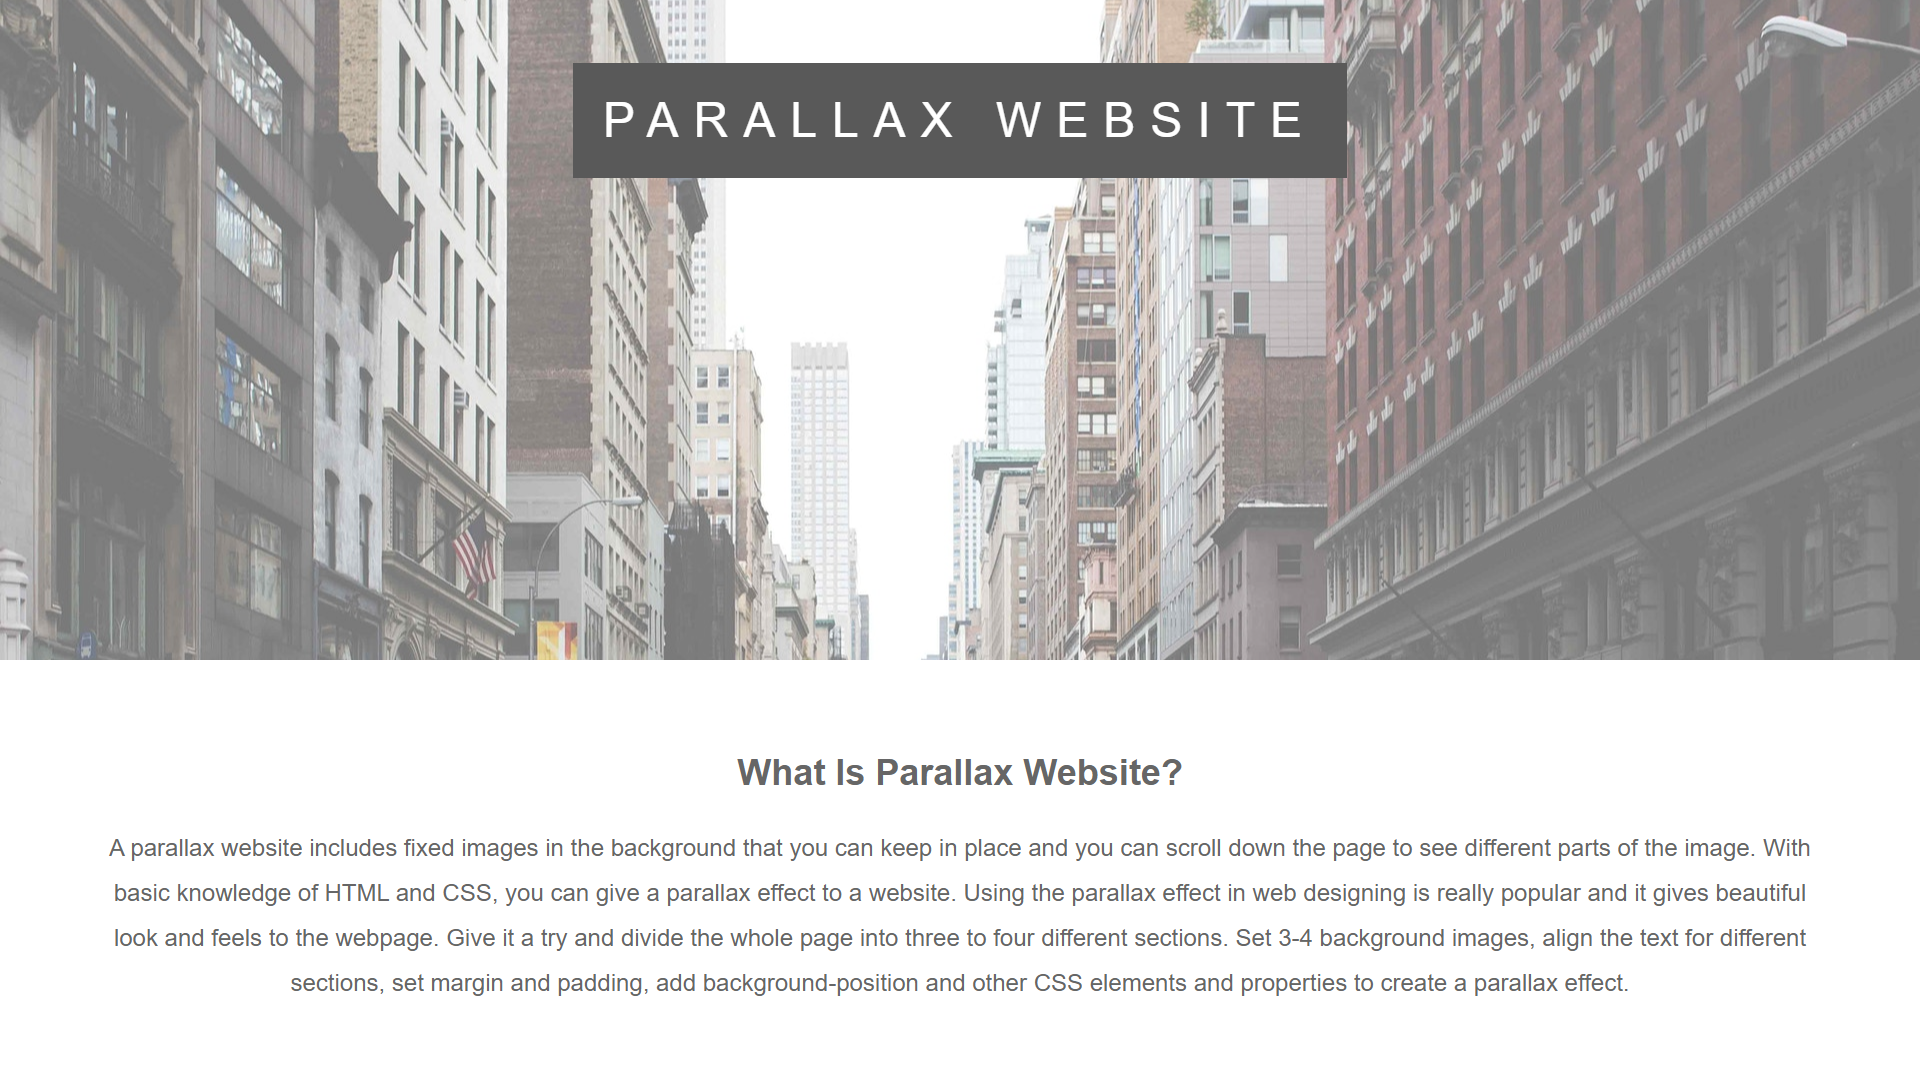 PARALLAX WEBSITE
What Is Parallax Website?
A parallax website includes fixed images in the background that you can keep in place and you can scroll down the page to see different parts of the image. With
basic knowledge of HTML and CSS, you can give a parallax effect to a website. Using the parallax effect in web designing is really popular and it gives beautiful
look and feels to the webpage. Give it a try and divide the whole page into three to four different sections. Set 3-4 background images, align the text for different
sections, set margin and padding, add background-position and other CSS elements and properties to create a parallax effect.